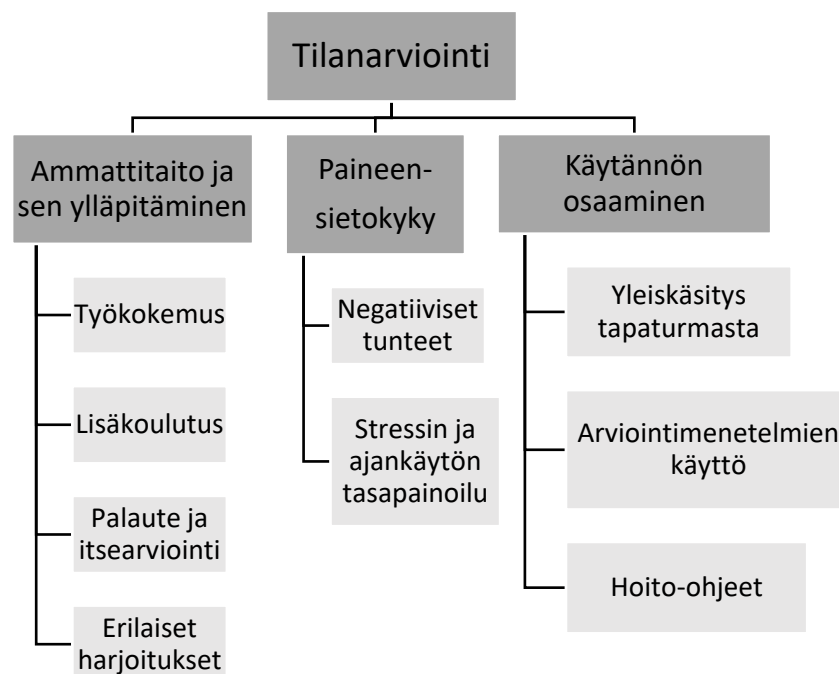 Tilanarviointi
Ammattitaito ja
sen ylläpitäminen
Työkokemus
Lisäkoulutus
Palaute ja
itsearviointi
Erilaiset
harjoitukset
Paineen-
sietokyky
Negatiiviset
tunteet
Stressin ja
ajankäytön
tasapainoilu
Käytännön
osaaminen
Yleiskäsitys
tapaturmasta
Arviointimenetelmien
käyttö
Hoito-ohjeet